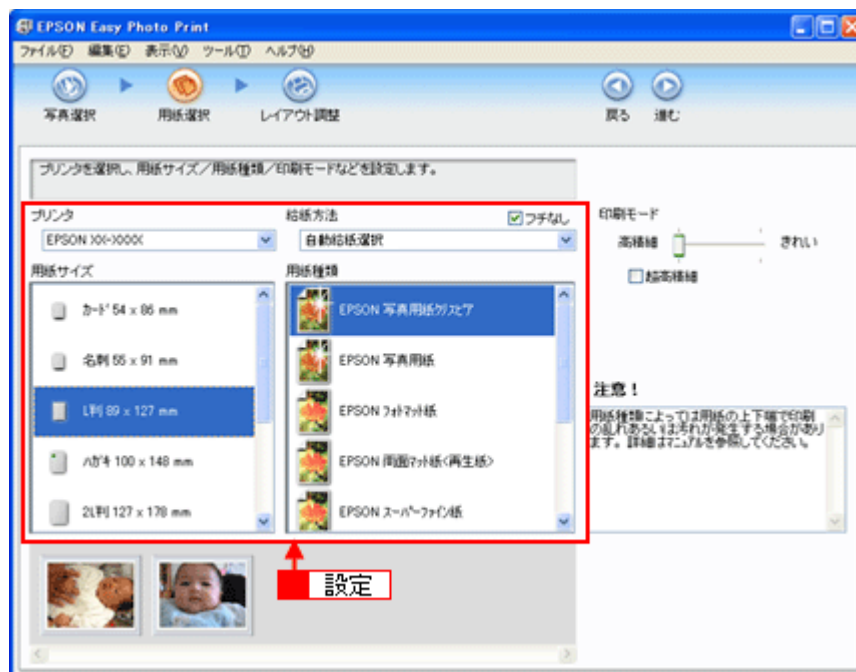 EPSON Easy Photo Print
ファイル(F) 編集(E) 表示(V) ツール(T) ヘルプ(H)
写真選択 用紙選択 レイアウト調整 戻る 進む
プリンタを選択し、用紙サイズ/用紙種類/印刷モードなどを設定します。
プリンタ
EPSON XX-XXXX
給紙方法
フチなし
自動給紙選択
用紙サイズ
カード 54 x 86 mm
名刺 55 x 91 mm
L判 89 x 127 mm
ハガキ 100 x 148 mm
2L判 127 x 178 mm
用紙種類
EPSON 写真用紙クリスピア
EPSON 写真用紙
EPSON フォトマット紙
EPSON 両面マット紙<再生紙>
EPSON スーパーファイン紙
印刷モード
高精細 きれい
超高精細
注意!
用紙種類によっては用紙の上下端で印刷
の乱れあるいは汚れが発生する場合があり
ます。詳細はマニュアルを参照してください。
設定